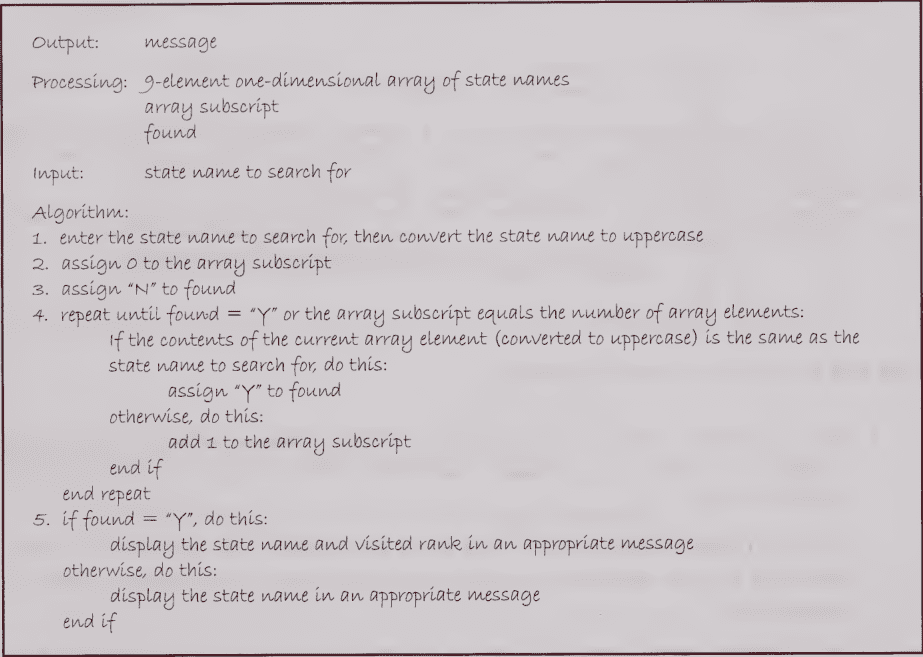 Output: message
Processing: 9-element one-dimensional array of state names
array subscript
found
Input: state name to search for
Algorithm:
1. enter the state name to search for, then convert the state name to uppercase
2. assign 0 to the array subscript
3. assign “N” to found
4. repeat until found = “Y” or the array subscript equals the number of array elements:
If the contents of the current array element (converted to uppercase) is the same as the
state name to search for, do this:
assign “Y” to found
otherwise, do this:
add 1 to the array subscript
end if
end repeat
5. if found = “Y”, do this:
display the state name and visited rank in an appropriate message
otherwise, do this:
display the state name in an appropriate message
end if